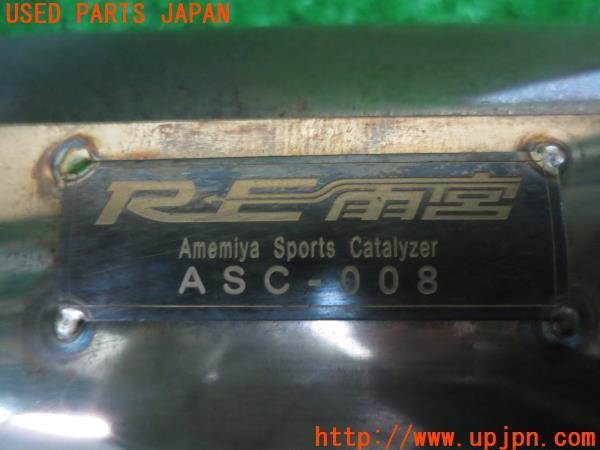 USED PARTS JAPAN
RE雨宮
Amemiya Sports Catalyzer
ASC-008
http://www.upjpn.com